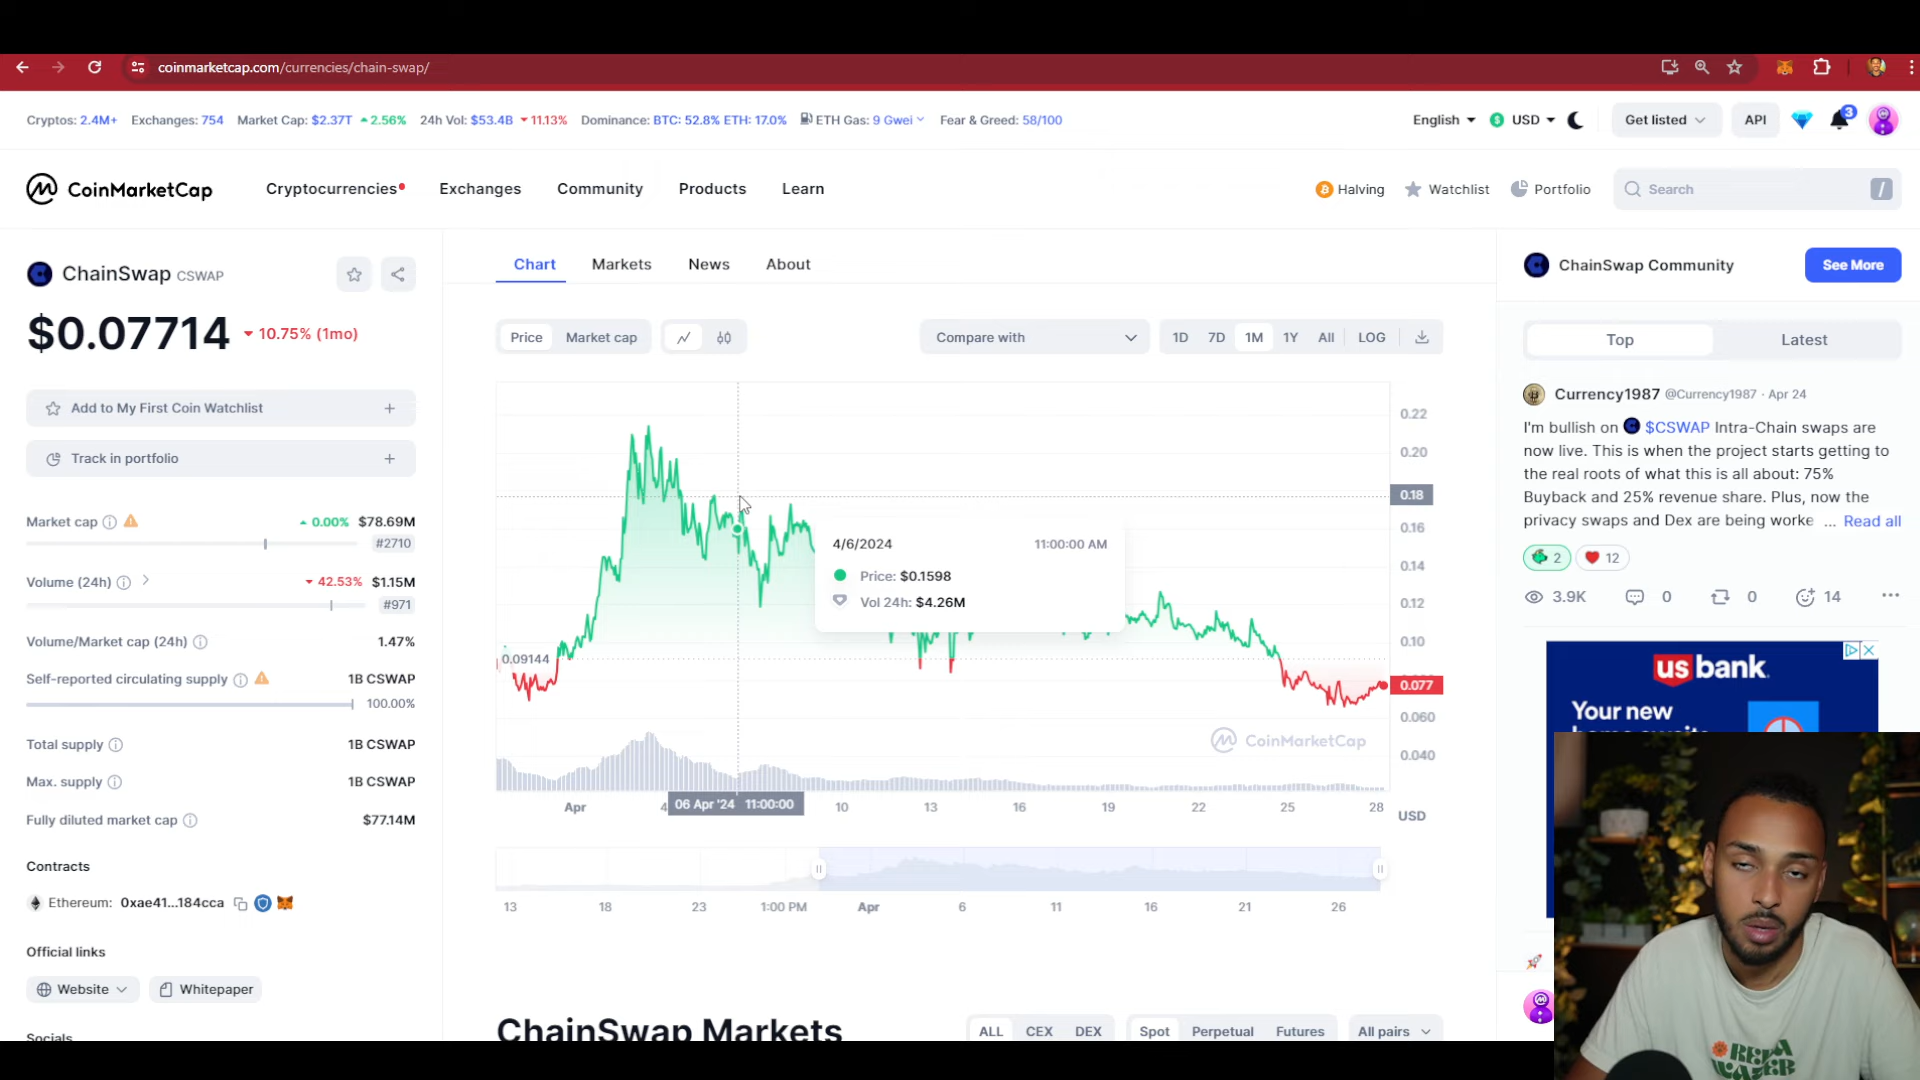 coinmarketcap.com/currencies/chain-swap/
Cryptos: 2.4M+ Exchanges: 754 Market Cap: $2.37T 2.56% 24h Vol: $53.4B 11.13% Dominance: BTC: 52.8% ETH: 17.0% ETH Gas: 9 Gwei Fear & Greed: 58/100
English USD Get listed API 3
CoinMarketCap Cryptocurrencies Exchanges Community Products Learn
Halving Watchlist Portfolio Search /
ChainSwap CSWAP
$0.07714 10.75% (1mo)
Add to My First Coin Watchlist +
Track in portfolio +
Market cap 0.00% $78.69M
#2710
Volume (24h) 42.53% $1.15M
#971
Volume/Market cap (24h) 1.47%
Self-reported circulating supply 1B CSWAP
100.00%
Total supply 1B CSWAP
Max. supply 1B CSWAP
Fully diluted market cap $77.14M
Contracts
Ethereum: 0xae41...184cca
Official links
Website Whitepaper
Socials
Chart Markets News About
Price Market cap Compare with 1D 7D 1M 1Y All LOG
0.22
0.20
0.18
0.16
0.14
0.12
0.10
0.077
0.060
0.040
0.09144
4/6/2024 11:00:00 AM
Price: $0.1598
Vol 24h: $4.26M
CoinMarketCap
Apr 4 06 Apr '24 11:00:00 10 13 16 19 22 25 28 USD
13 18 23 1:00 PM Apr 6 11 16 21 26
ChainSwap Markets ALL CEX DEX Spot Perpetual Futures All pairs
ChainSwap Community See More
Top Latest
Currency1987 @Currency1987 · Apr 24
I'm bullish on $CSWAP Intra-Chain swaps are
now live. This is when the project starts getting to
the real roots of what this is all about: 75%
Buyback and 25% revenue share. Plus, now the
privacy swaps and Dex are being worke ... Read all
2 12
3.9K 0 0 14
us bank
Your new